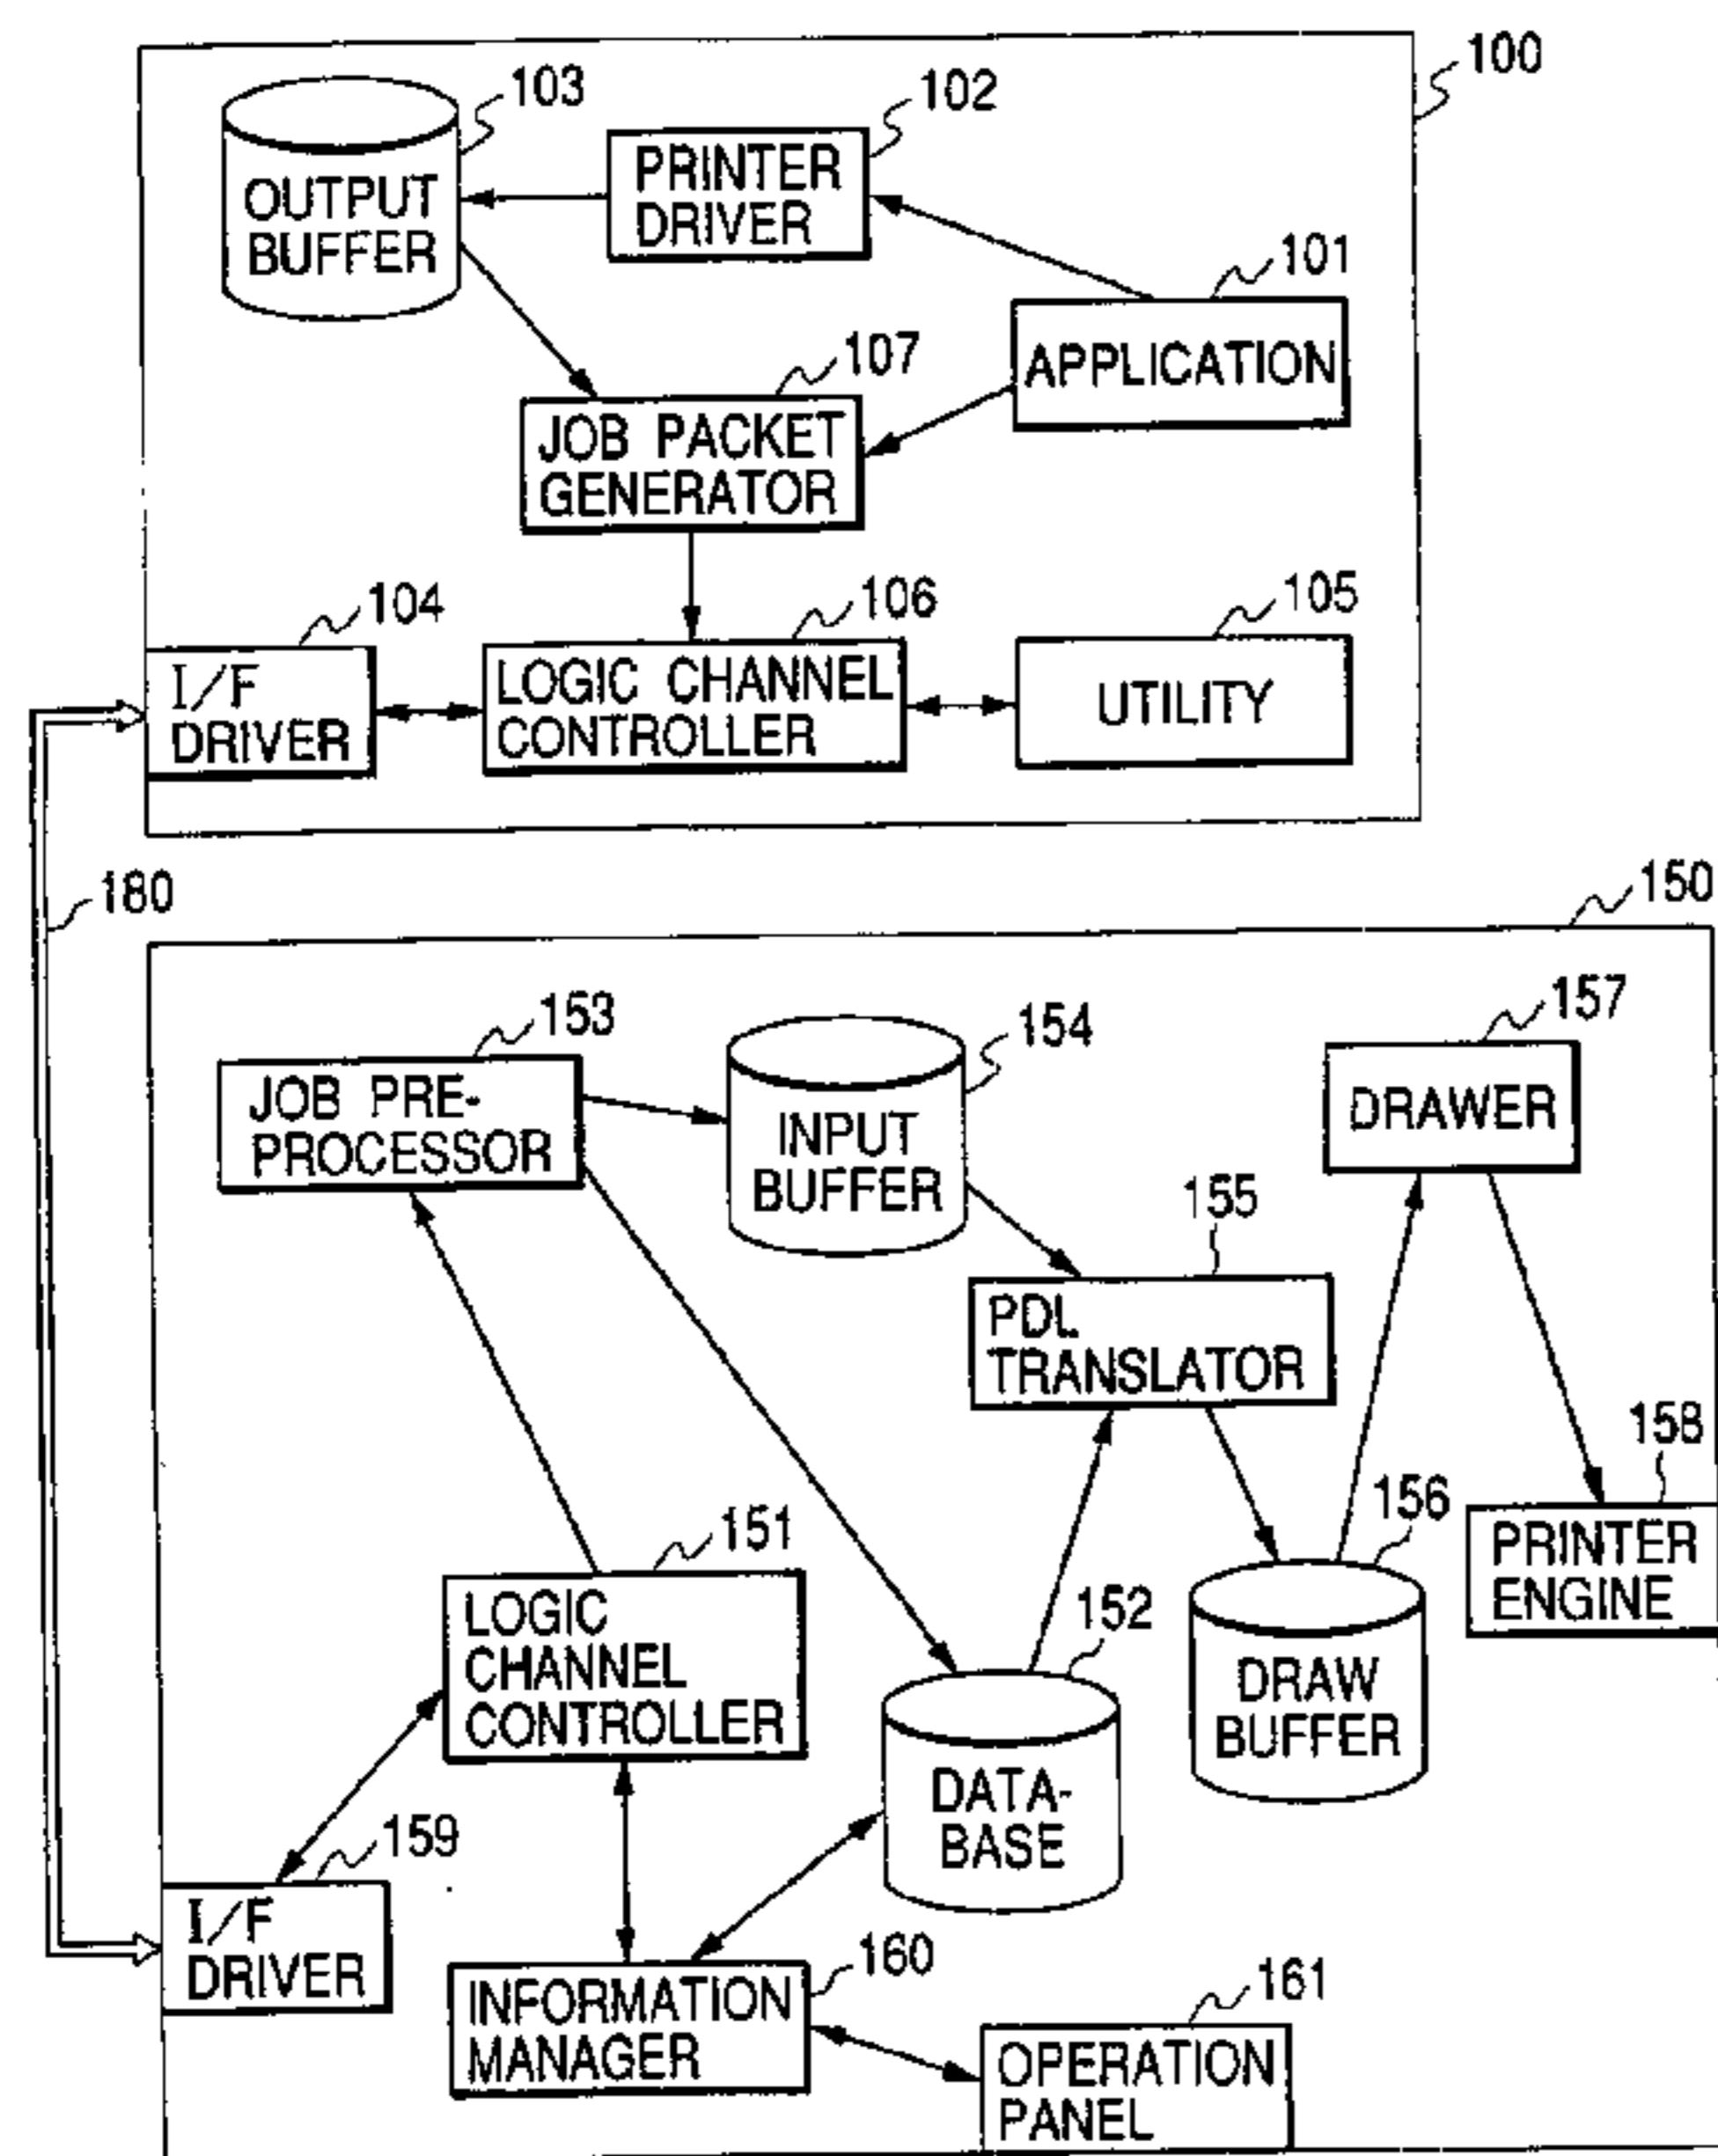 100
103
102
OUTPUT
BUFFER
PRINTER
DRIVER
101
APPLICATION
107
JOB PACKET
GENERATOR
104
106
105
I/F
DRIVER
LOGIC CHANNEL
CONTROLLER
UTILITY
180
150
153
154
157
JOB PRE-
PROCESSOR
INPUT
BUFFER
DRAWER
155
PDL
TRANSLATOR
158
PRINTER
ENGINE
156
DRAW
BUFFER
151
LOGIC
CHANNEL
CONTROLLER
152
DATA-
BASE
159
I/F
DRIVER
160
INFORMATION
MANAGER
161
OPERATION
PANEL